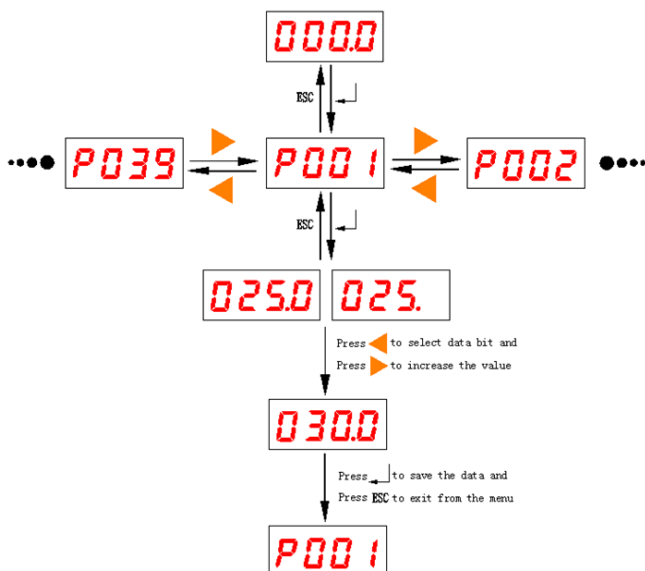 000.0
ESC
P039 P001 P002
ESC
025.0 025.
Press to select data bit and
Press to increase the value
030.0
Press to save the data and
Press ESC to exit from the menu
P001